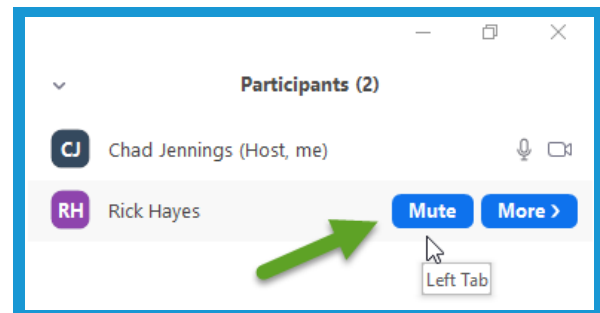 Participants (2)
CJ Chad Jennings (Host, me)
RH Rick Hayes Mute More >
Left Tab